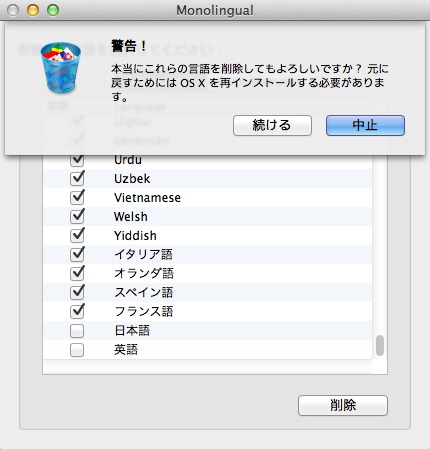 Monolingual
警告！
本当にこれらの言語を削除してもよろしいですか？ 元に
戻すためには OS X を再インストールする必要がありま
す。
続ける
中止
Uighur
Ukrainian
Urdu
Uzbek
Vietnamese
Welsh
Yiddish
イタリア語
オランダ語
スペイン語
フランス語
日本語
英語
削除